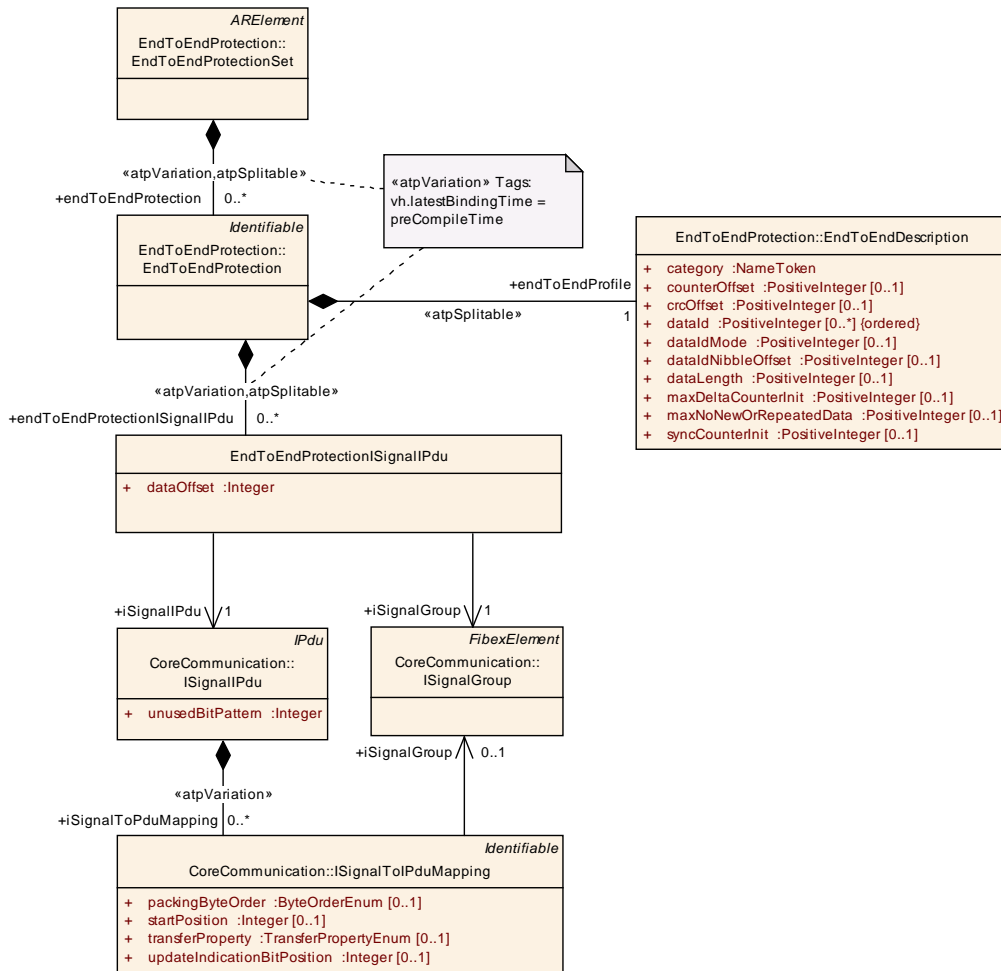 ARElement
EndToEndProtection::
EndToEndProtectionSet
«atpVariation,atpSplitable»
+endToEndProtection
0..*
«atpVariation» Tags:
vh.latestBindingTime =
preCompileTime
Identifiable
EndToEndProtection::
EndToEndProtection
+endToEndProfile
«atpSplitable»
1
EndToEndProtection::EndToEndDescription
+ category :NameToken
+ counterOffset :PositiveInteger [0..1]
+ crcOffset :PositiveInteger [0..1]
+ dataId :PositiveInteger [0..*] {ordered}
+ dataIdMode :PositiveInteger [0..1]
+ dataIdNibbleOffset :PositiveInteger [0..1]
+ dataLength :PositiveInteger [0..1]
+ maxDeltaCounterInit :PositiveInteger [0..1]
+ maxNoNewOrRepeatedData :PositiveInteger [0..1]
+ syncCounterInit :PositiveInteger [0..1]
«atpVariation,atpSplitable»
+endToEndProtectionISignalIPdu
0..*
EndToEndProtectionISignalIPdu
+ dataOffset :Integer
+iSignalIPdu
1
+iSignalGroup
1
IPdu
CoreCommunication::
ISignalIPdu
+ unusedBitPattern :Integer
FibexElement
CoreCommunication::
ISignalGroup
+iSignalGroup
0..1
«atpVariation»
+iSignalToPduMapping
0..*
Identifiable
CoreCommunication::ISignalToIPduMapping
+ packingByteOrder :ByteOrderEnum [0..1]
+ startPosition :Integer [0..1]
+ transferProperty :TransferPropertyEnum [0..1]
+ updateIndicationBitPosition :Integer [0..1]